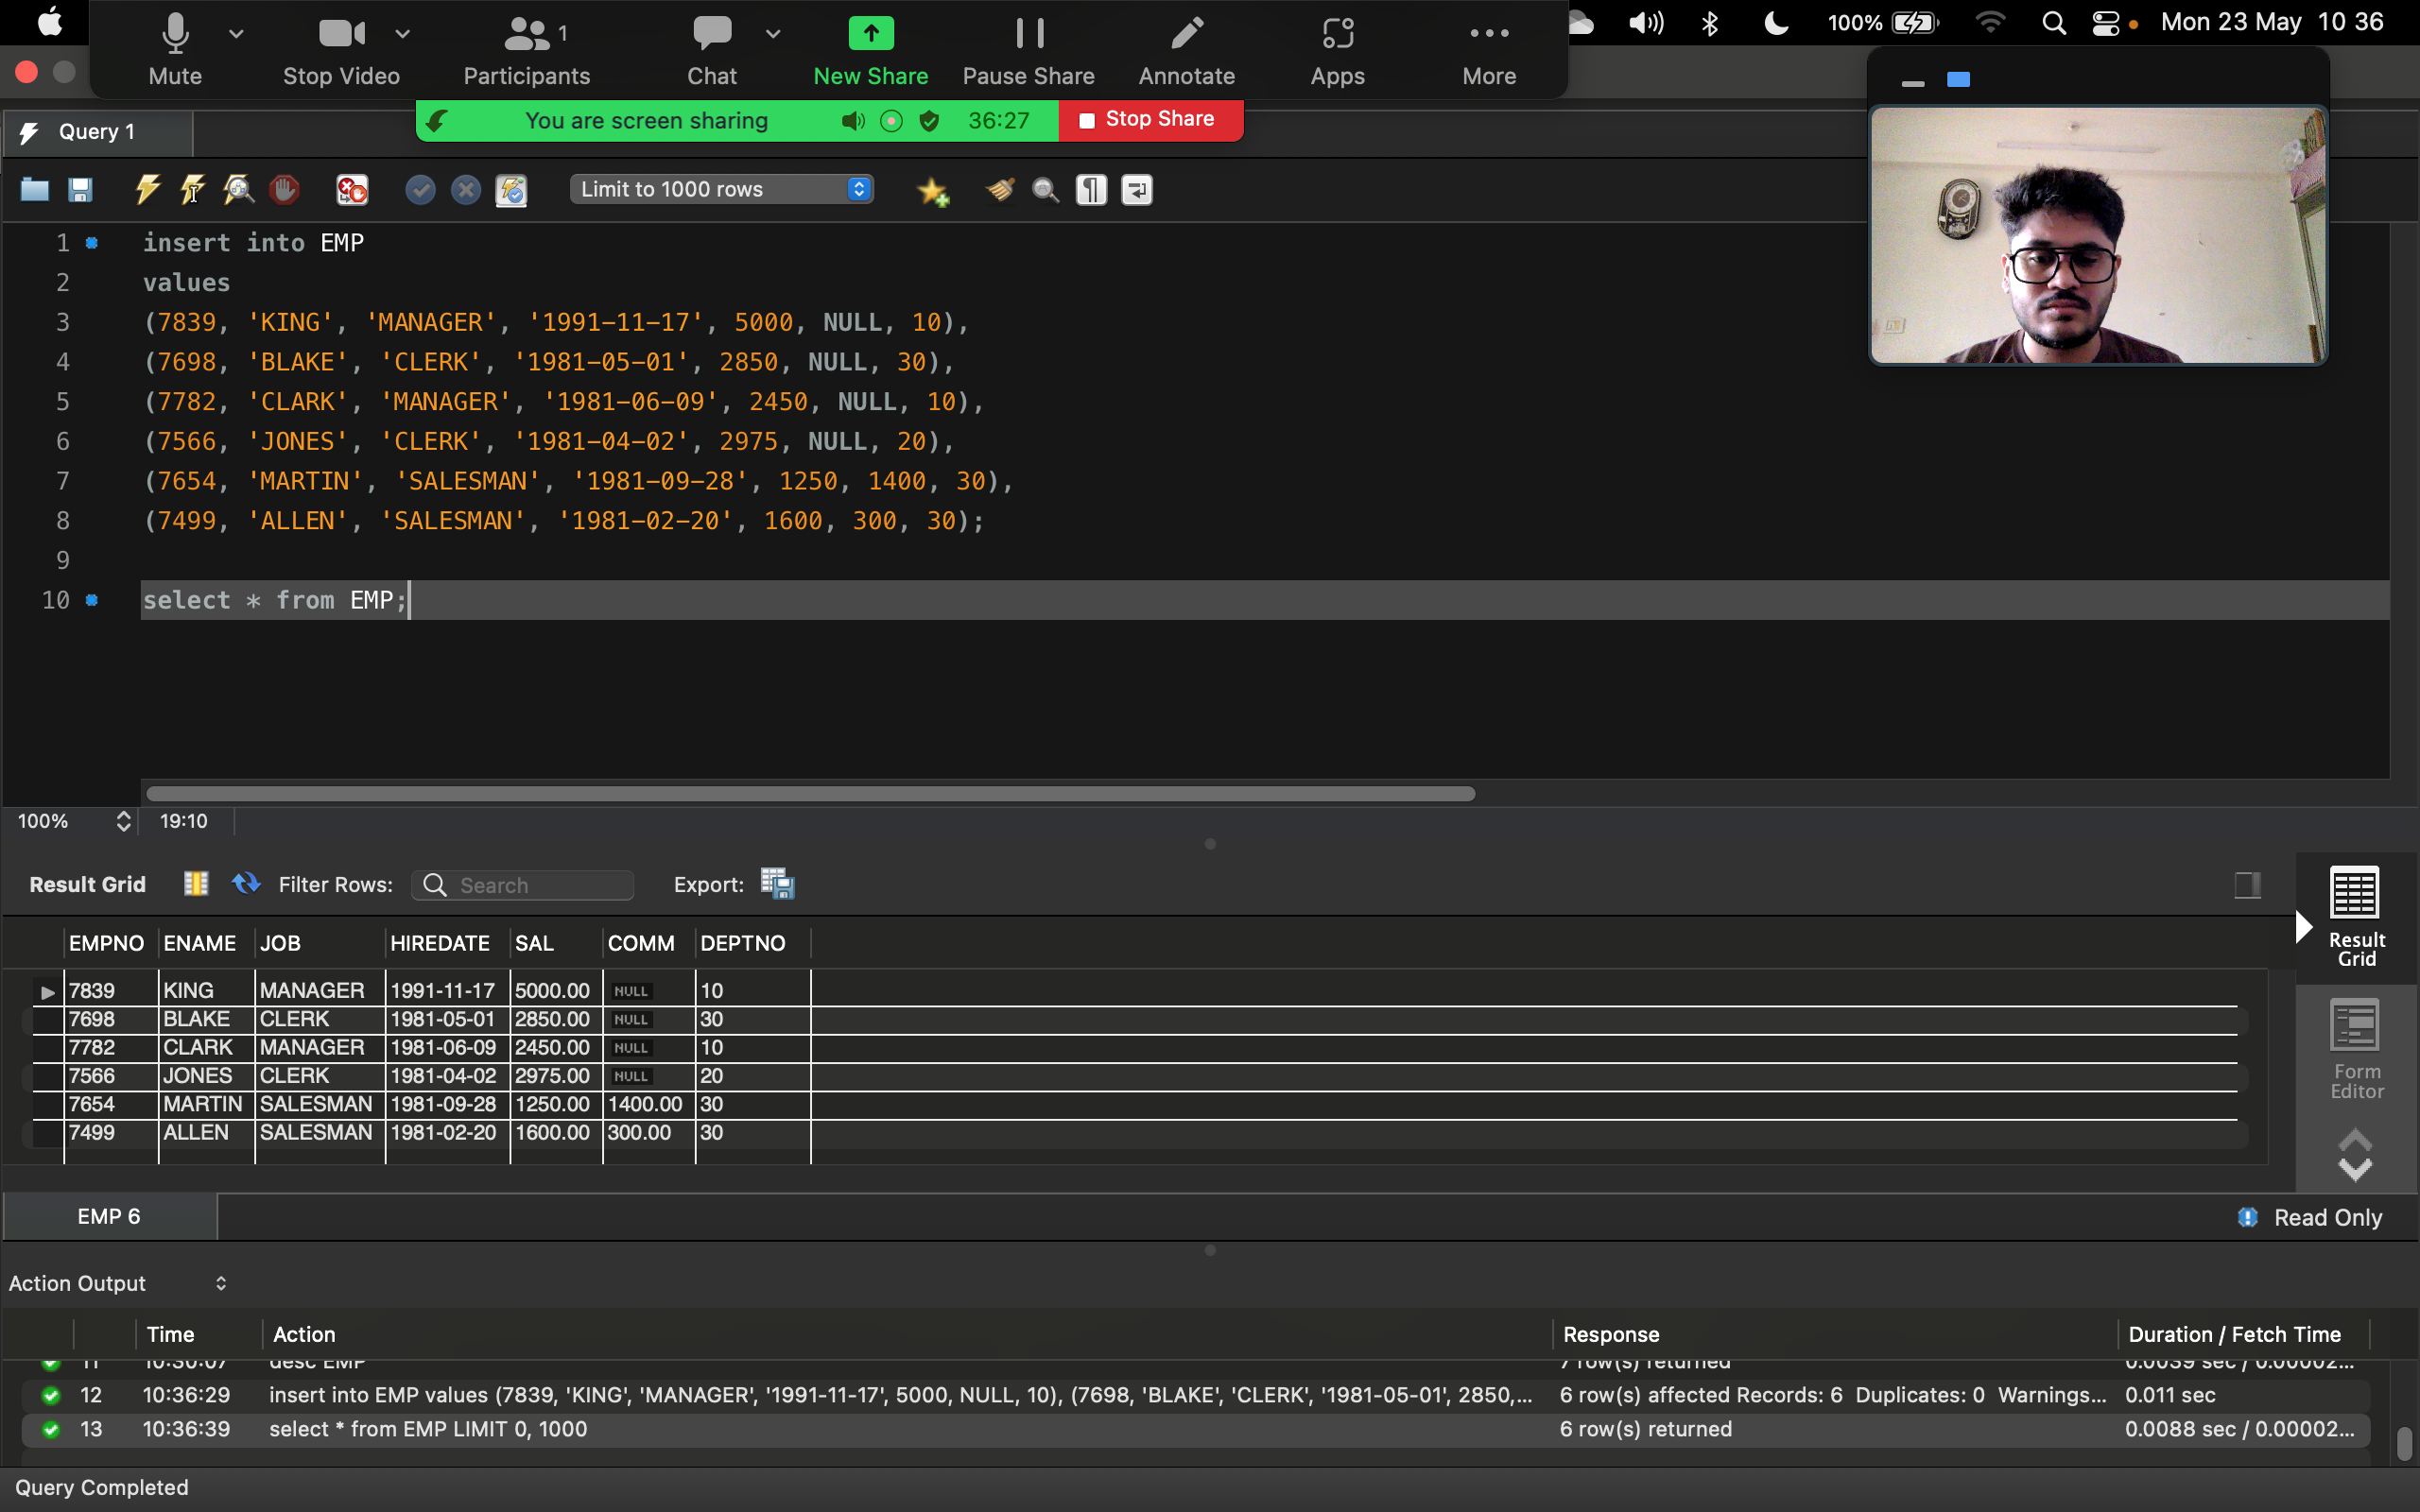 100% Mon 23 May 10 36
Mute Stop Video Participants 1 Chat New Share Pause Share Annotate Apps More
You are screen sharing 36:27 Stop Share
Query 1
Limit to 1000 rows
1 insert into EMP
2 values
3 (7839, 'KING', 'MANAGER', '1991-11-17', 5000, NULL, 10),
4 (7698, 'BLAKE', 'CLERK', '1981-05-01', 2850, NULL, 30),
5 (7782, 'CLARK', 'MANAGER', '1981-06-09', 2450, NULL, 10),
6 (7566, 'JONES', 'CLERK', '1981-04-02', 2975, NULL, 20),
7 (7654, 'MARTIN', 'SALESMAN', '1981-09-28', 1250, 1400, 30),
8 (7499, 'ALLEN', 'SALESMAN', '1981-02-20', 1600, 300, 30);
9
10 select * from EMP;
100% 19:10
Result Grid Filter Rows: Search Export:
EMPNO ENAME JOB HIREDATE SAL COMM DEPTNO
7839 KING MANAGER 1991-11-17 5000.00 NULL 10
7698 BLAKE CLERK 1981-05-01 2850.00 NULL 30
7782 CLARK MANAGER 1981-06-09 2450.00 NULL 10
7566 JONES CLERK 1981-04-02 2975.00 NULL 20
7654 MARTIN SALESMAN 1981-09-28 1250.00 1400.00 30
7499 ALLEN SALESMAN 1981-02-20 1600.00 300.00 30
Result
Grid
Form
Editor
EMP 6 Read Only
Action Output
Time Action Response Duration / Fetch Time
11 10:30:07 desc EMP 7 row(s) returned 0.0039 sec / 0.00002...
12 10:36:29 insert into EMP values (7839, 'KING', 'MANAGER', '1991-11-17', 5000, NULL, 10), (7698, 'BLAKE', 'CLERK', '1981-05-01', 2850,... 6 row(s) affected Records: 6 Duplicates: 0 Warnings... 0.011 sec
13 10:36:39 select * from EMP LIMIT 0, 1000 6 row(s) returned 0.0088 sec / 0.00002...
Query Completed